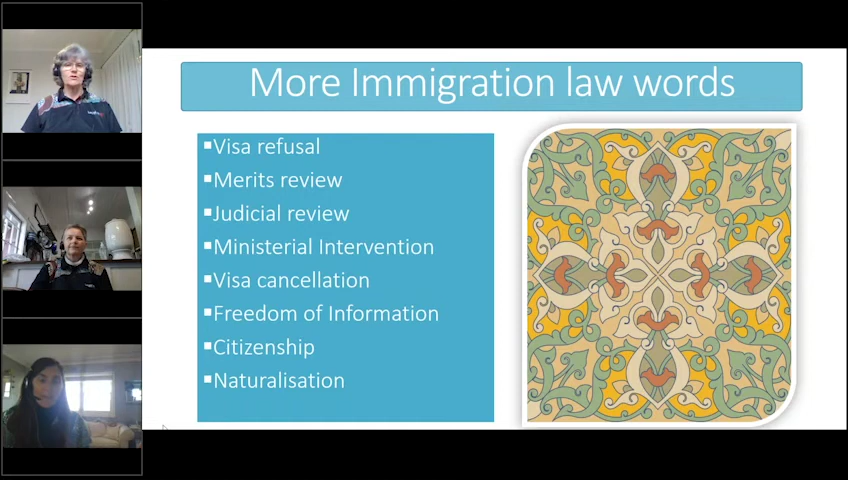 More Immigration law words
▪Visa refusal
▪Merits review
▪Judicial review
▪Ministerial Intervention
▪Visa cancellation
▪Freedom of Information
▪Citizenship
▪Naturalisation